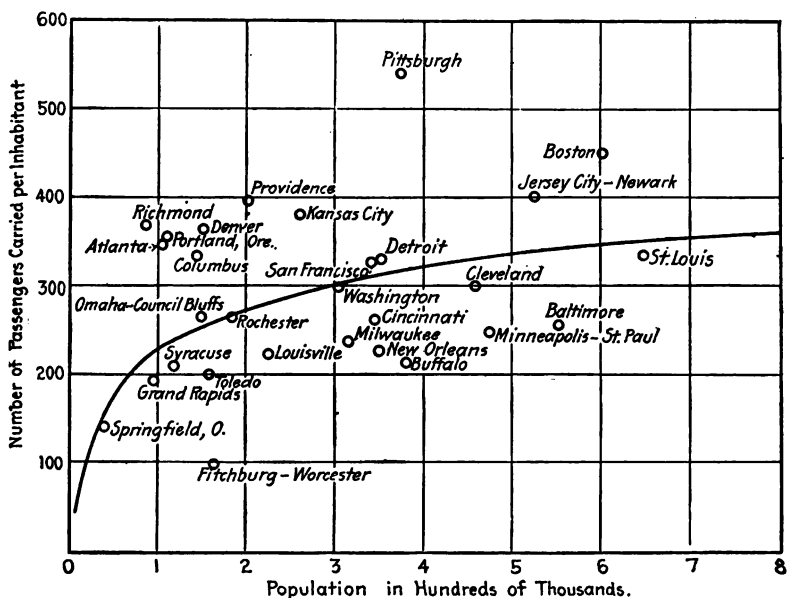 600
Pittsburgh
500
Boston
Jersey City-Newark
400
Providence
Kansas City
Richmond
Denver
Portland, Ore.
Atlanta
Columbus
Detroit
San Francisco
St. Louis
Cleveland
300
Washington
Omaha-Council Bluffs
Rochester
Cincinnati
Baltimore
Milwaukee
Minneapolis-St. Paul
Syracuse
Louisville
New Orleans
Buffalo
200
Toledo
Grand Rapids
Springfield, O.
100
Fitchburg-Worcester
0 1 2 3 4 5 6 7 8
Population in Hundreds of Thousands.
Number of Passengers Carried per Inhabitant